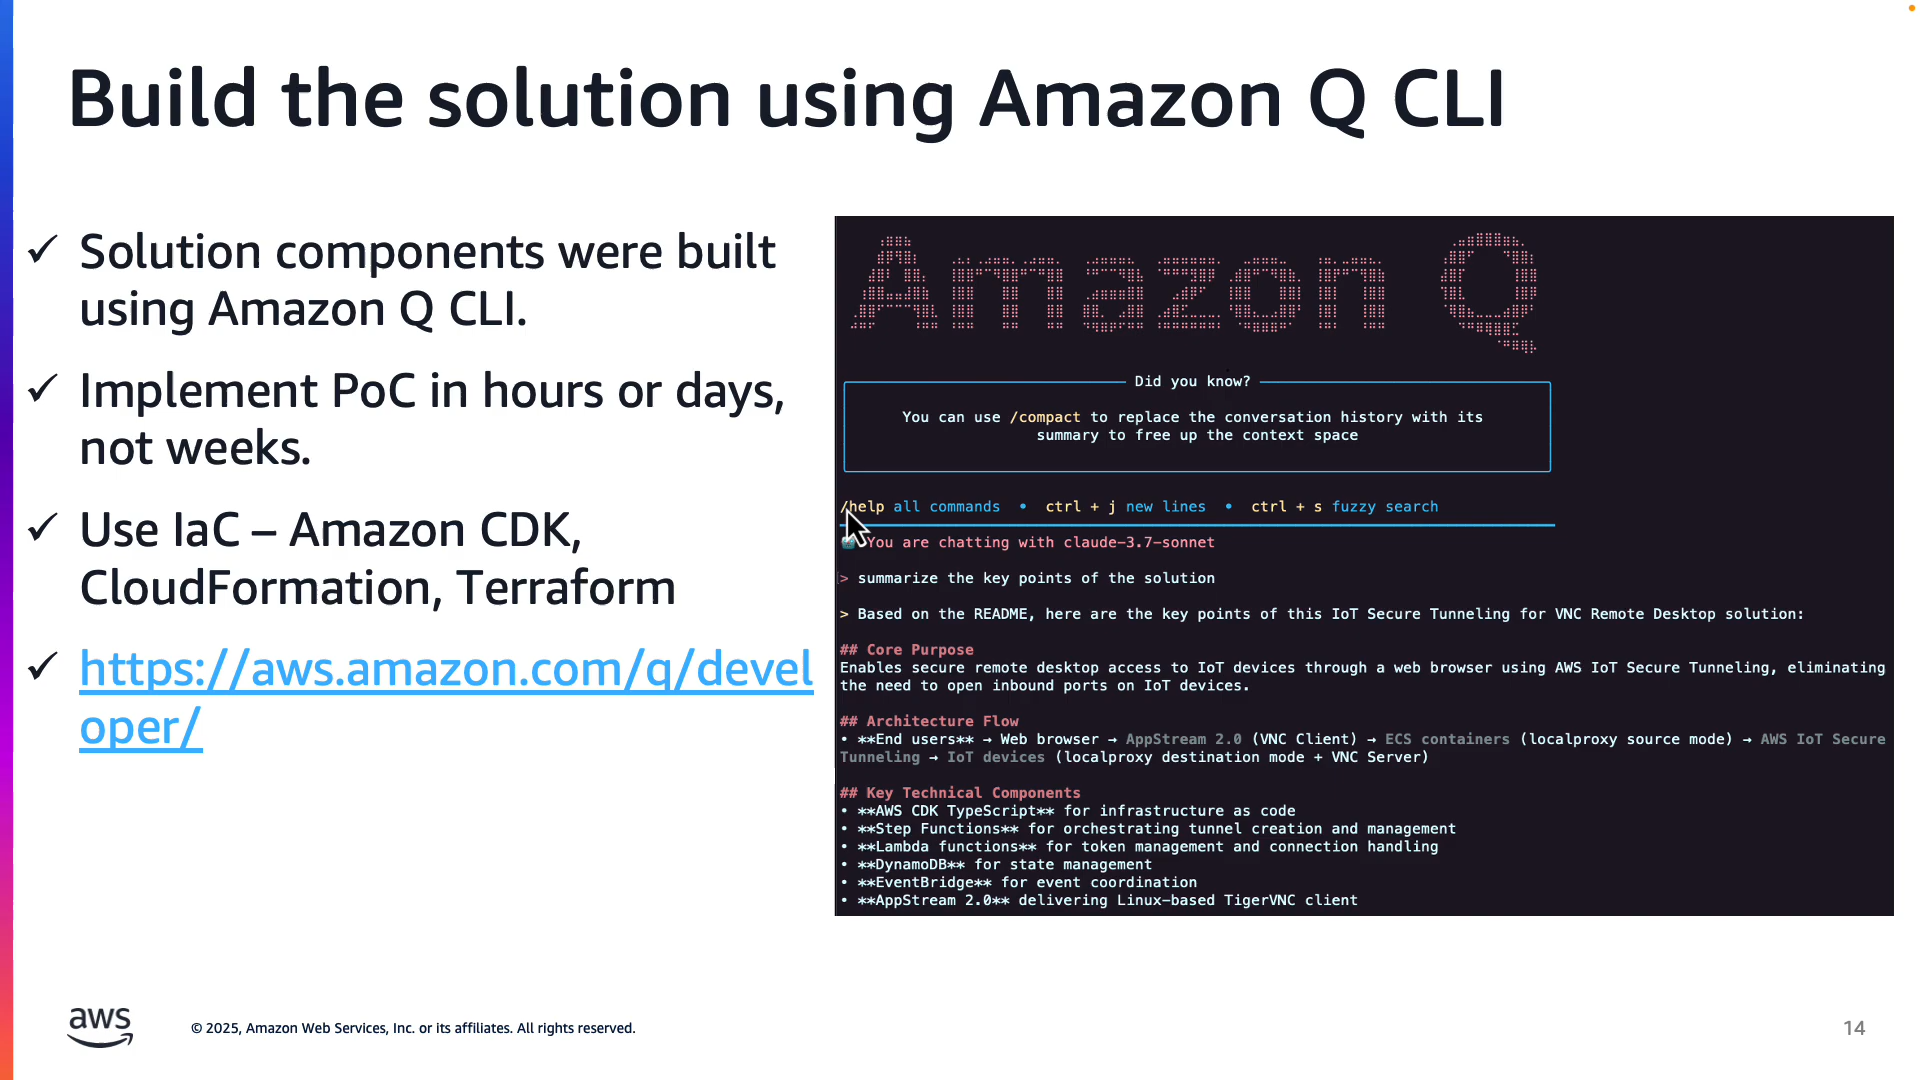 Build the solution using Amazon Q CLI
✓ Solution components were built
using Amazon Q CLI.
✓ Implement PoC in hours or days,
not weeks.
✓ Use IaC – Amazon CDK,
CloudFormation, Terraform
✓ https://aws.amazon.com/q/devel
oper/
Amazon Q
Did you know?
You can use /compact to replace the conversation history with its
summary to free up the context space
/help all commands • ctrl + j new lines • ctrl + s fuzzy search
You are chatting with claude-3.7-sonnet
> summarize the key points of the solution
> Based on the README, here are the key points of this IoT Secure Tunneling for VNC Remote Desktop solution:
## Core Purpose
Enables secure remote desktop access to IoT devices through a web browser using AWS IoT Secure Tunneling, eliminating
the need to open inbound ports on IoT devices.
## Architecture Flow
• **End users** → Web browser → AppStream 2.0 (VNC Client) → ECS containers (localproxy source mode) → AWS IoT Secure
Tunneling → IoT devices (localproxy destination mode + VNC Server)
## Key Technical Components
• **AWS CDK TypeScript** for infrastructure as code
• **Step Functions** for orchestrating tunnel creation and management
• **Lambda functions** for token management and connection handling
• **DynamoDB** for state management
• **EventBridge** for event coordination
• **AppStream 2.0** delivering Linux-based TigerVNC client
aws
© 2025, Amazon Web Services, Inc. or its affiliates. All rights reserved.
14